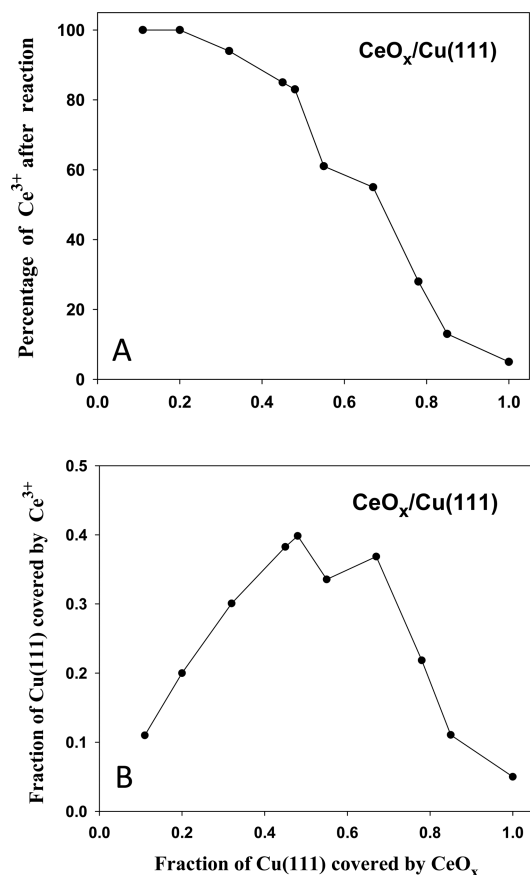 100
CeOx/Cu(111)
80
60
40
20
0
Percentage of Ce³⁺ after reaction
A
0.0 0.2 0.4 0.6 0.8 1.0
0.5
CeOx/Cu(111)
0.4
0.3
0.2
0.1
0.0
Fraction of Cu(111) covered by Ce³⁺
B
0.0 0.2 0.4 0.6 0.8 1.0
Fraction of Cu(111) covered by CeOx